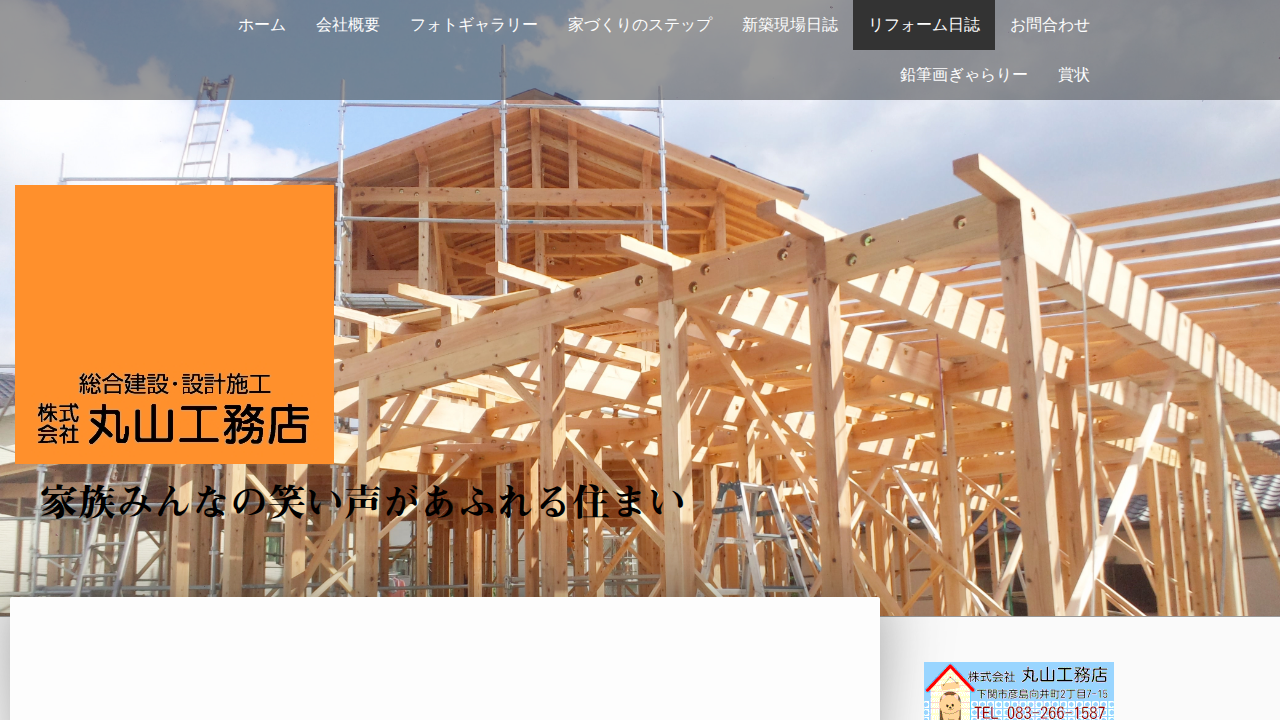 ホーム 会社概要 フォトギャラリー 家づくりのステップ 新築現場日誌 リフォーム日誌 お問合わせ
鉛筆画ぎゃらりー 賞状
総合建設・設計施工
株式会社 丸山工務店
家族みんなの笑い声があふれる住まい
株式会社 丸山工務店
下関市彦島向井町2丁目7-15
TEL 083-266-1587